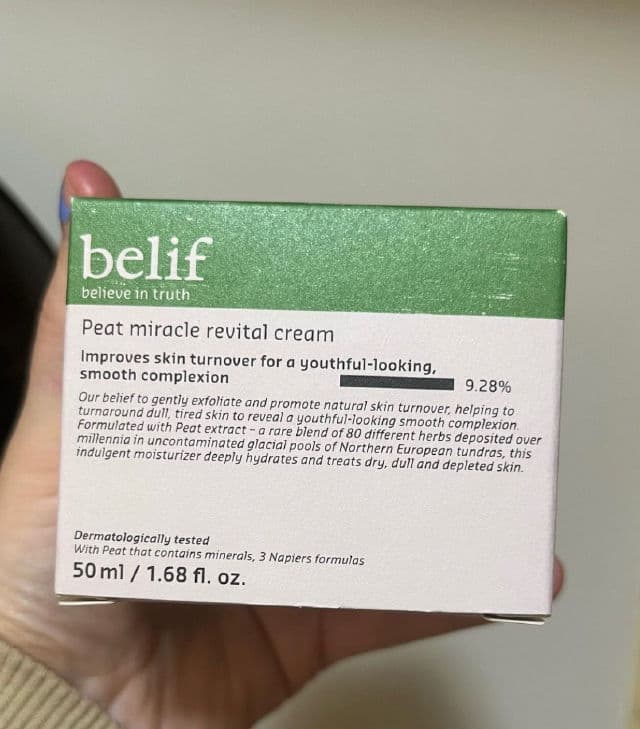 belif
believe in truth
Peat miracle revital cream
Improves skin turnover for a youthful-looking,
smooth complexion
9.28%
Our belief to gently exfoliate and promote natural skin turnover, helping to
turnaround dull, tired skin to reveal a youthful-looking smooth complexion.
Formulated with Peat extract – a rare blend of 80 different herbs deposited over
millennia in uncontaminated glacial pools of Northern European tundras, this
indulgent moisturizer deeply hydrates and treats dry, dull and depleted skin.
Dermatologically tested
With Peat that contains minerals, 3 Napiers formulas
50ml / 1.68 fl. oz.